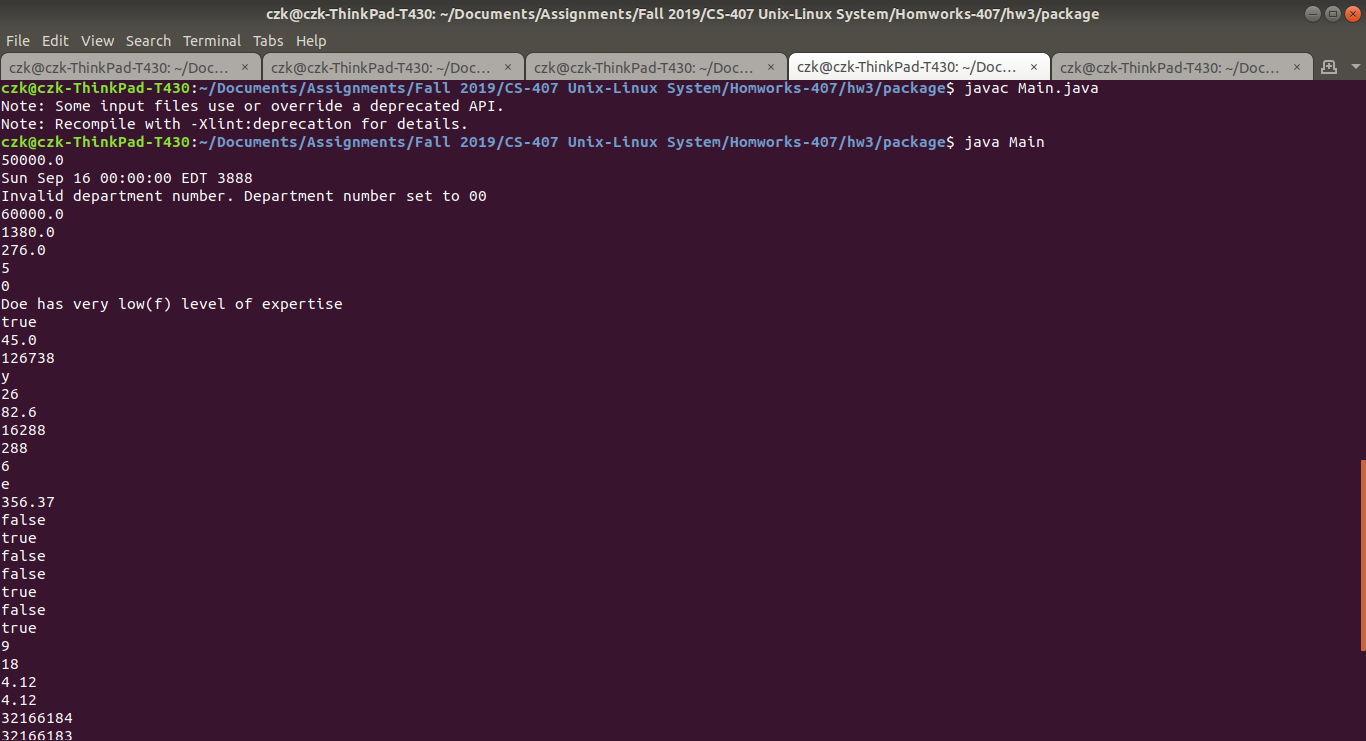 czk@czk-ThinkPad-T430: ~/Documents/Assignments/Fall 2019/CS-407 Unix-Linux System/Homworks-407/hw3/package
File Edit View Search Terminal Tabs Help
czk@czk-ThinkPad-T430: ~/Doc... × czk@czk-ThinkPad-T430: ~/Doc... × czk@czk-ThinkPad-T430: ~/Doc... × czk@czk-ThinkPad-T430: ~/Doc... × czk@czk-ThinkPad-T430: ~/Doc... ×
czk@czk-ThinkPad-T430:~/Documents/Assignments/Fall 2019/CS-407 Unix-Linux System/Homworks-407/hw3/package$ javac Main.java
Note: Some input files use or override a deprecated API.
Note: Recompile with -Xlint:deprecation for details.
czk@czk-ThinkPad-T430:~/Documents/Assignments/Fall 2019/CS-407 Unix-Linux System/Homworks-407/hw3/package$ java Main
50000.0
Sun Sep 16 00:00:00 EDT 3888
Invalid department number. Department number set to 00
60000.0
1380.0
276.0
5
0
Doe has very low(f) level of expertise
true
45.0
126738
y
26
82.6
16288
288
6
e
356.37
false
true
false
false
true
false
true
9
18
4.12
4.12
32166184
32166183